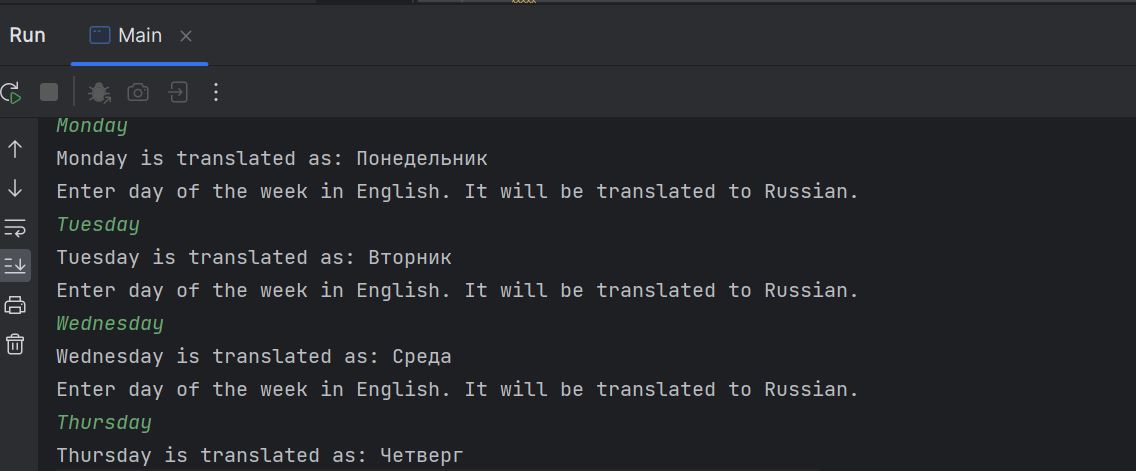 Run Main
Monday
Monday is translated as: Понедельник
Enter day of the week in English. It will be translated to Russian.
Tuesday
Tuesday is translated as: Вторник
Enter day of the week in English. It will be translated to Russian.
Wednesday
Wednesday is translated as: Среда
Enter day of the week in English. It will be translated to Russian.
Thursday
Thursday is translated as: Четверг